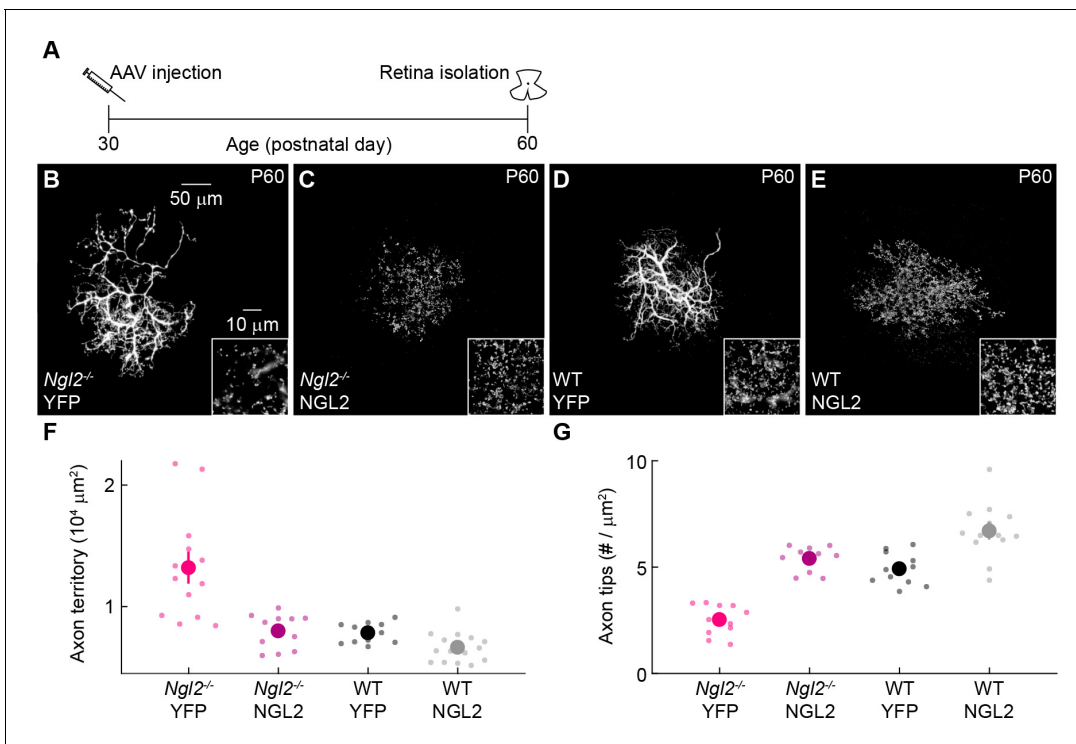 A
AAV injection
Retina isolation
30
Age (postnatal day)
60
B
P60
50 μm
10 μm
Ngl2-/-
YFP
C
P60
Ngl2-/-
NGL2
D
P60
WT
YFP
E
P60
WT
NGL2
F
Axon territory (10⁴ μm²)
2
1
Ngl2-/-
YFP
Ngl2-/-
NGL2
WT
YFP
WT
NGL2
G
Axon tips (# / μm²)
10
5
0
Ngl2-/-
YFP
Ngl2-/-
NGL2
WT
YFP
WT
NGL2